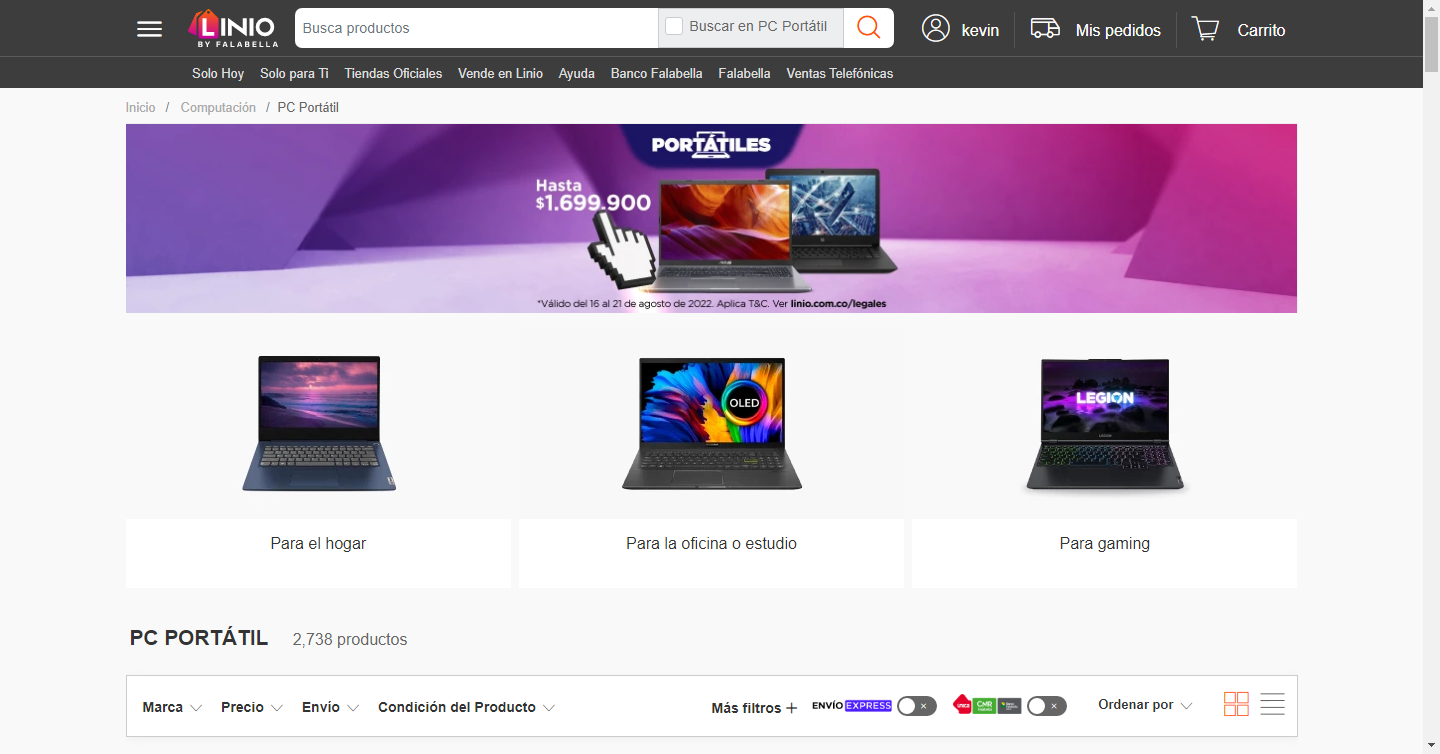 LINIO
BY FALABELLA
Busca productos
Buscar en PC Portátil
kevin
Mis pedidos
Carrito
Solo Hoy
Solo para Ti
Tiendas Oficiales
Vende en Linio
Ayuda
Banco Falabella
Falabella
Ventas Telefónicas
Inicio / Computación / PC Portátil
PORTÁTILES
Hasta
$1.699.900
*Válido del 16 al 21 de agosto de 2022. Aplica T&C. Ver linio.com.co/legales
OLED
LEGION
Para el hogar
Para la oficina o estudio
Para gaming
PC PORTÁTIL
2,738 productos
Marca
Precio
Envío
Condición del Producto
Más filtros +
ENVÍO EXPRESS
CMR
Ordenar por